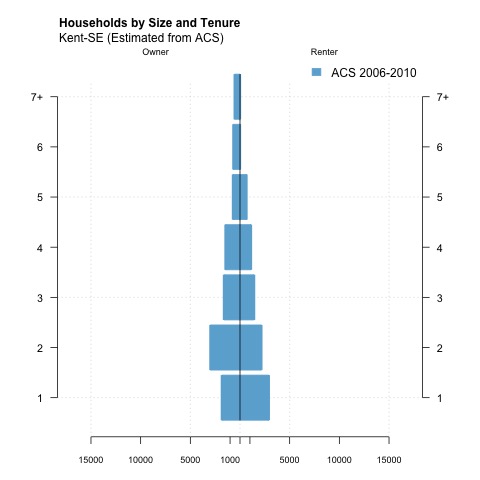 Households by Size and Tenure
Kent-SE (Estimated from ACS)
Owner Renter
ACS 2006-2010
7+ 7+
6 6
5 5
4 4
3 3
2 2
1 1
15000 10000 5000 1000 5000 10000 15000